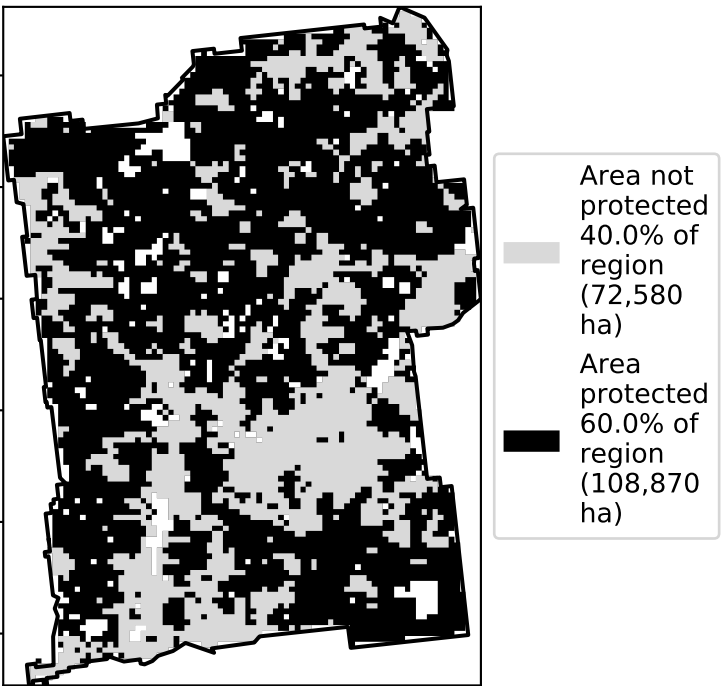 Area not
protected
40.0% of
region
(72,580
ha)
Area
protected
60.0% of
region
(108,870
ha)